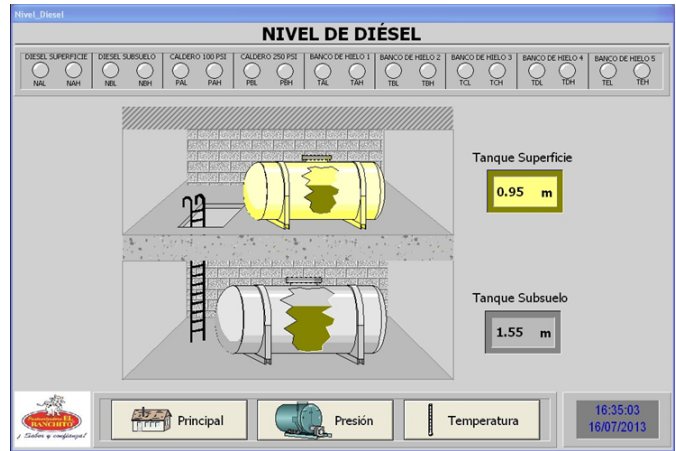 Nivel_Diesel
NIVEL DE DIÉSEL
DIESEL SUPERFICIE
NAL NAH
DIESEL SUBSUELO
NBL NBH
CALDERO 100 PSI
PAL PAH
CALDERO 250 PSI
PBL PBH
BANCO DE HIELO 1
TAL TAH
BANCO DE HIELO 2
TBL TBH
BANCO DE HIELO 3
TCL TCH
BANCO DE HIELO 4
TDL TDH
BANCO DE HIELO 5
TEL TEH
Tanque Superficie
0.95 m
Tanque Subsuelo
1.55 m
EL
RANCHITO
¡ Sabor y confianza!
Principal
Presión
Temperatura
16:35:03
16/07/2013